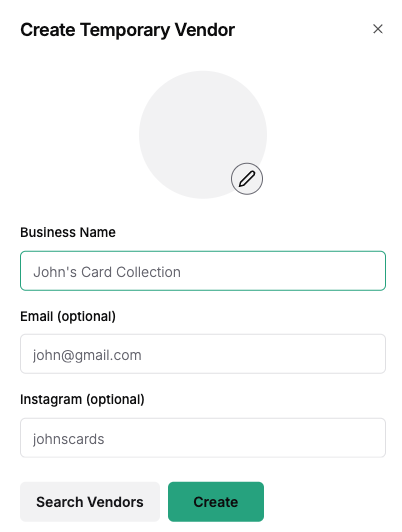 Create Temporary Vendor
Business Name
John's Card Collection
Email (optional)
john@gmail.com
Instagram (optional)
johnscards
Search Vendors
Create